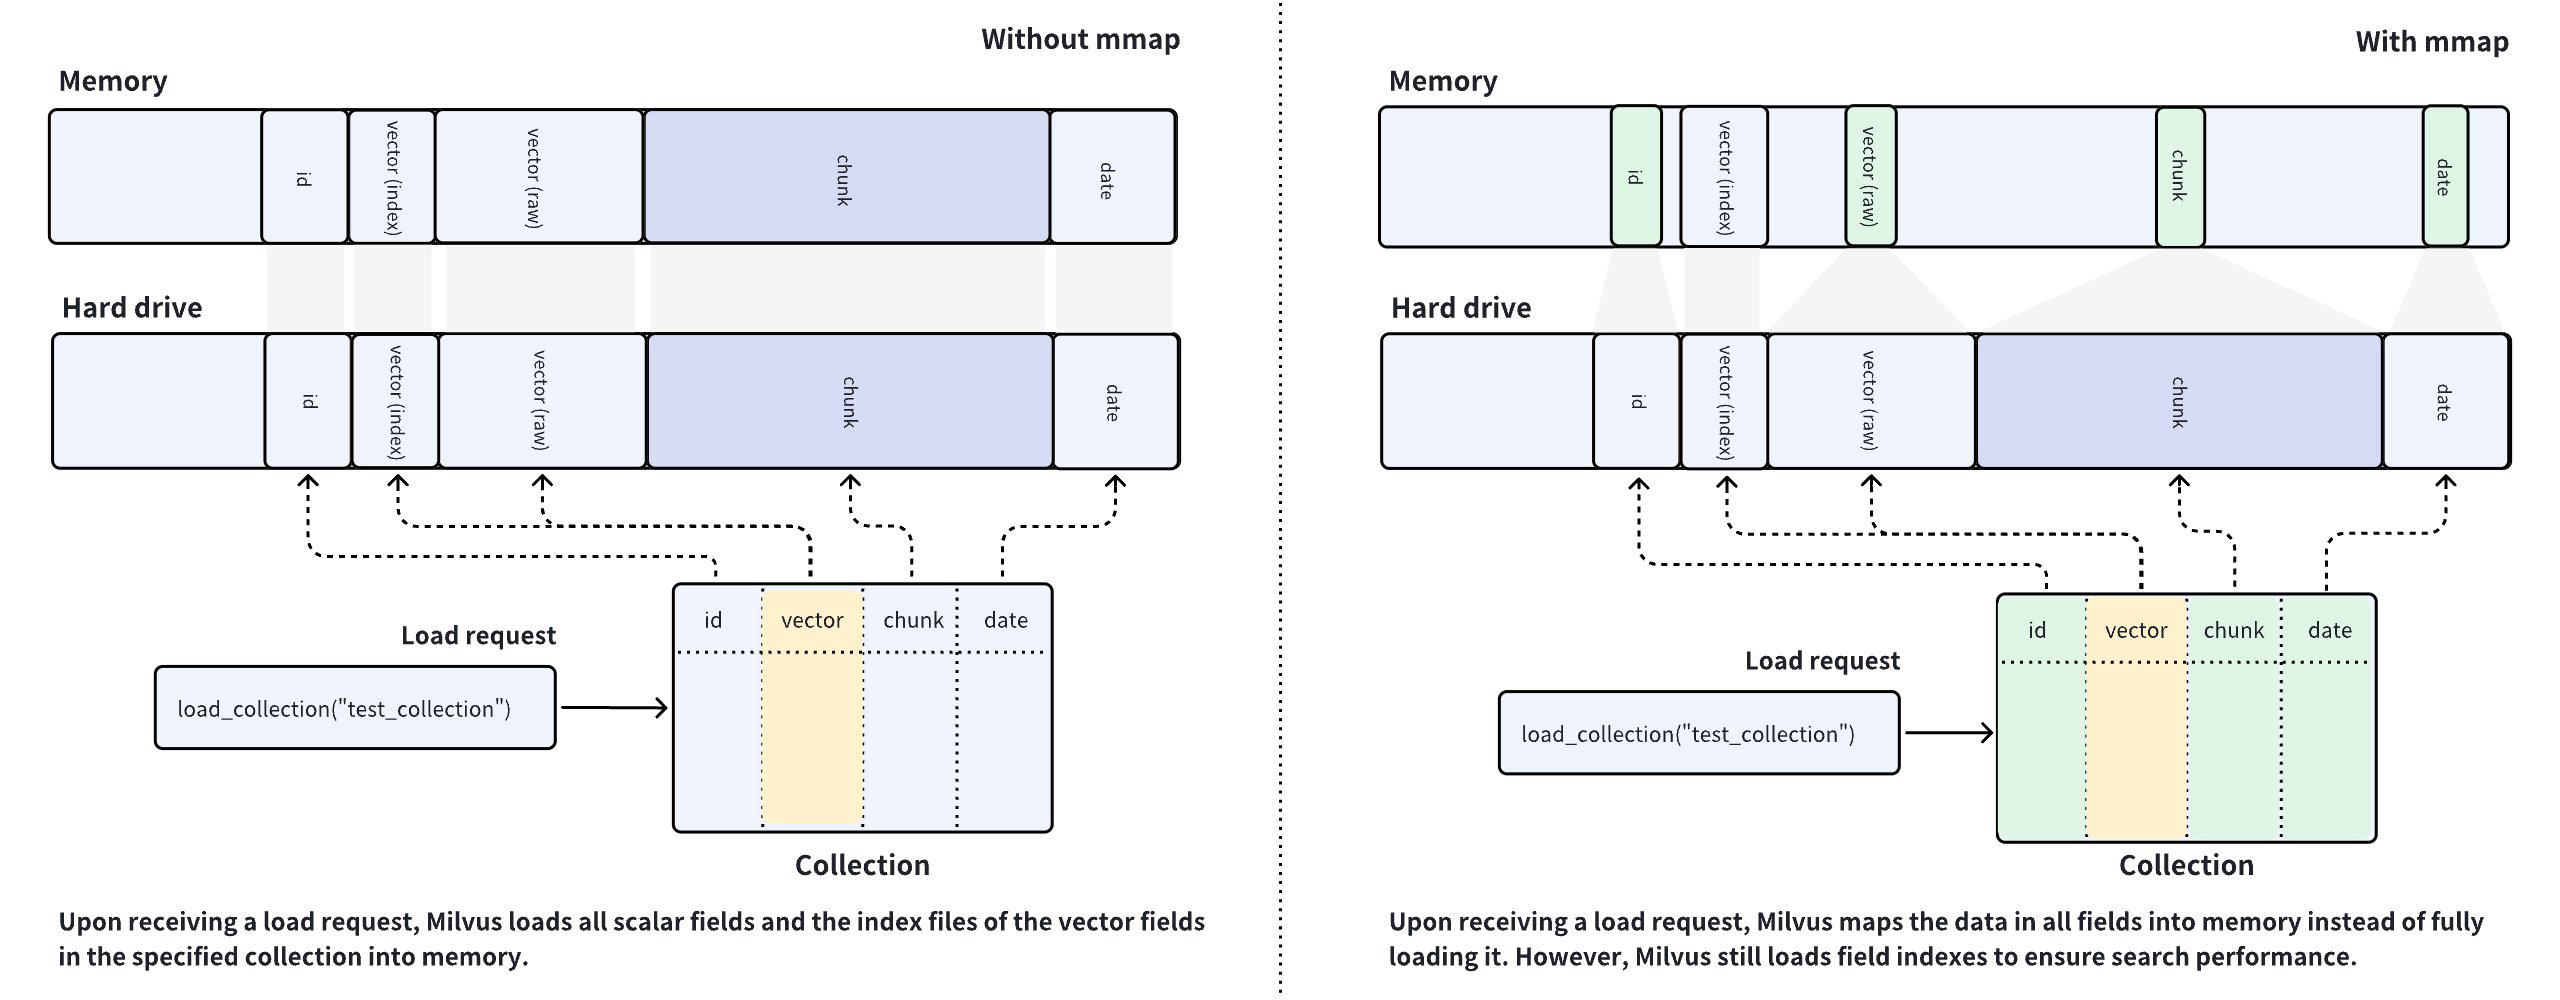 Without mmap
Memory
id
vector (index)
vector (raw)
chunk
date
Hard drive
id
vector (index)
vector (raw)
chunk
date
id
vector
chunk
date
Load request
load_collection("test_collection")
Collection
Upon receiving a load request, Milvus loads all scalar fields and the index files of the vector fields
in the specified collection into memory.
With mmap
Memory
id
vector (index)
vector (raw)
chunk
date
Hard drive
id
vector (index)
vector (raw)
chunk
date
id
vector
chunk
date
Load request
load_collection("test_collection")
Collection
Upon receiving a load request, Milvus maps the data in all fields into memory instead of fully
loading it. However, Milvus still loads field indexes to ensure search performance.